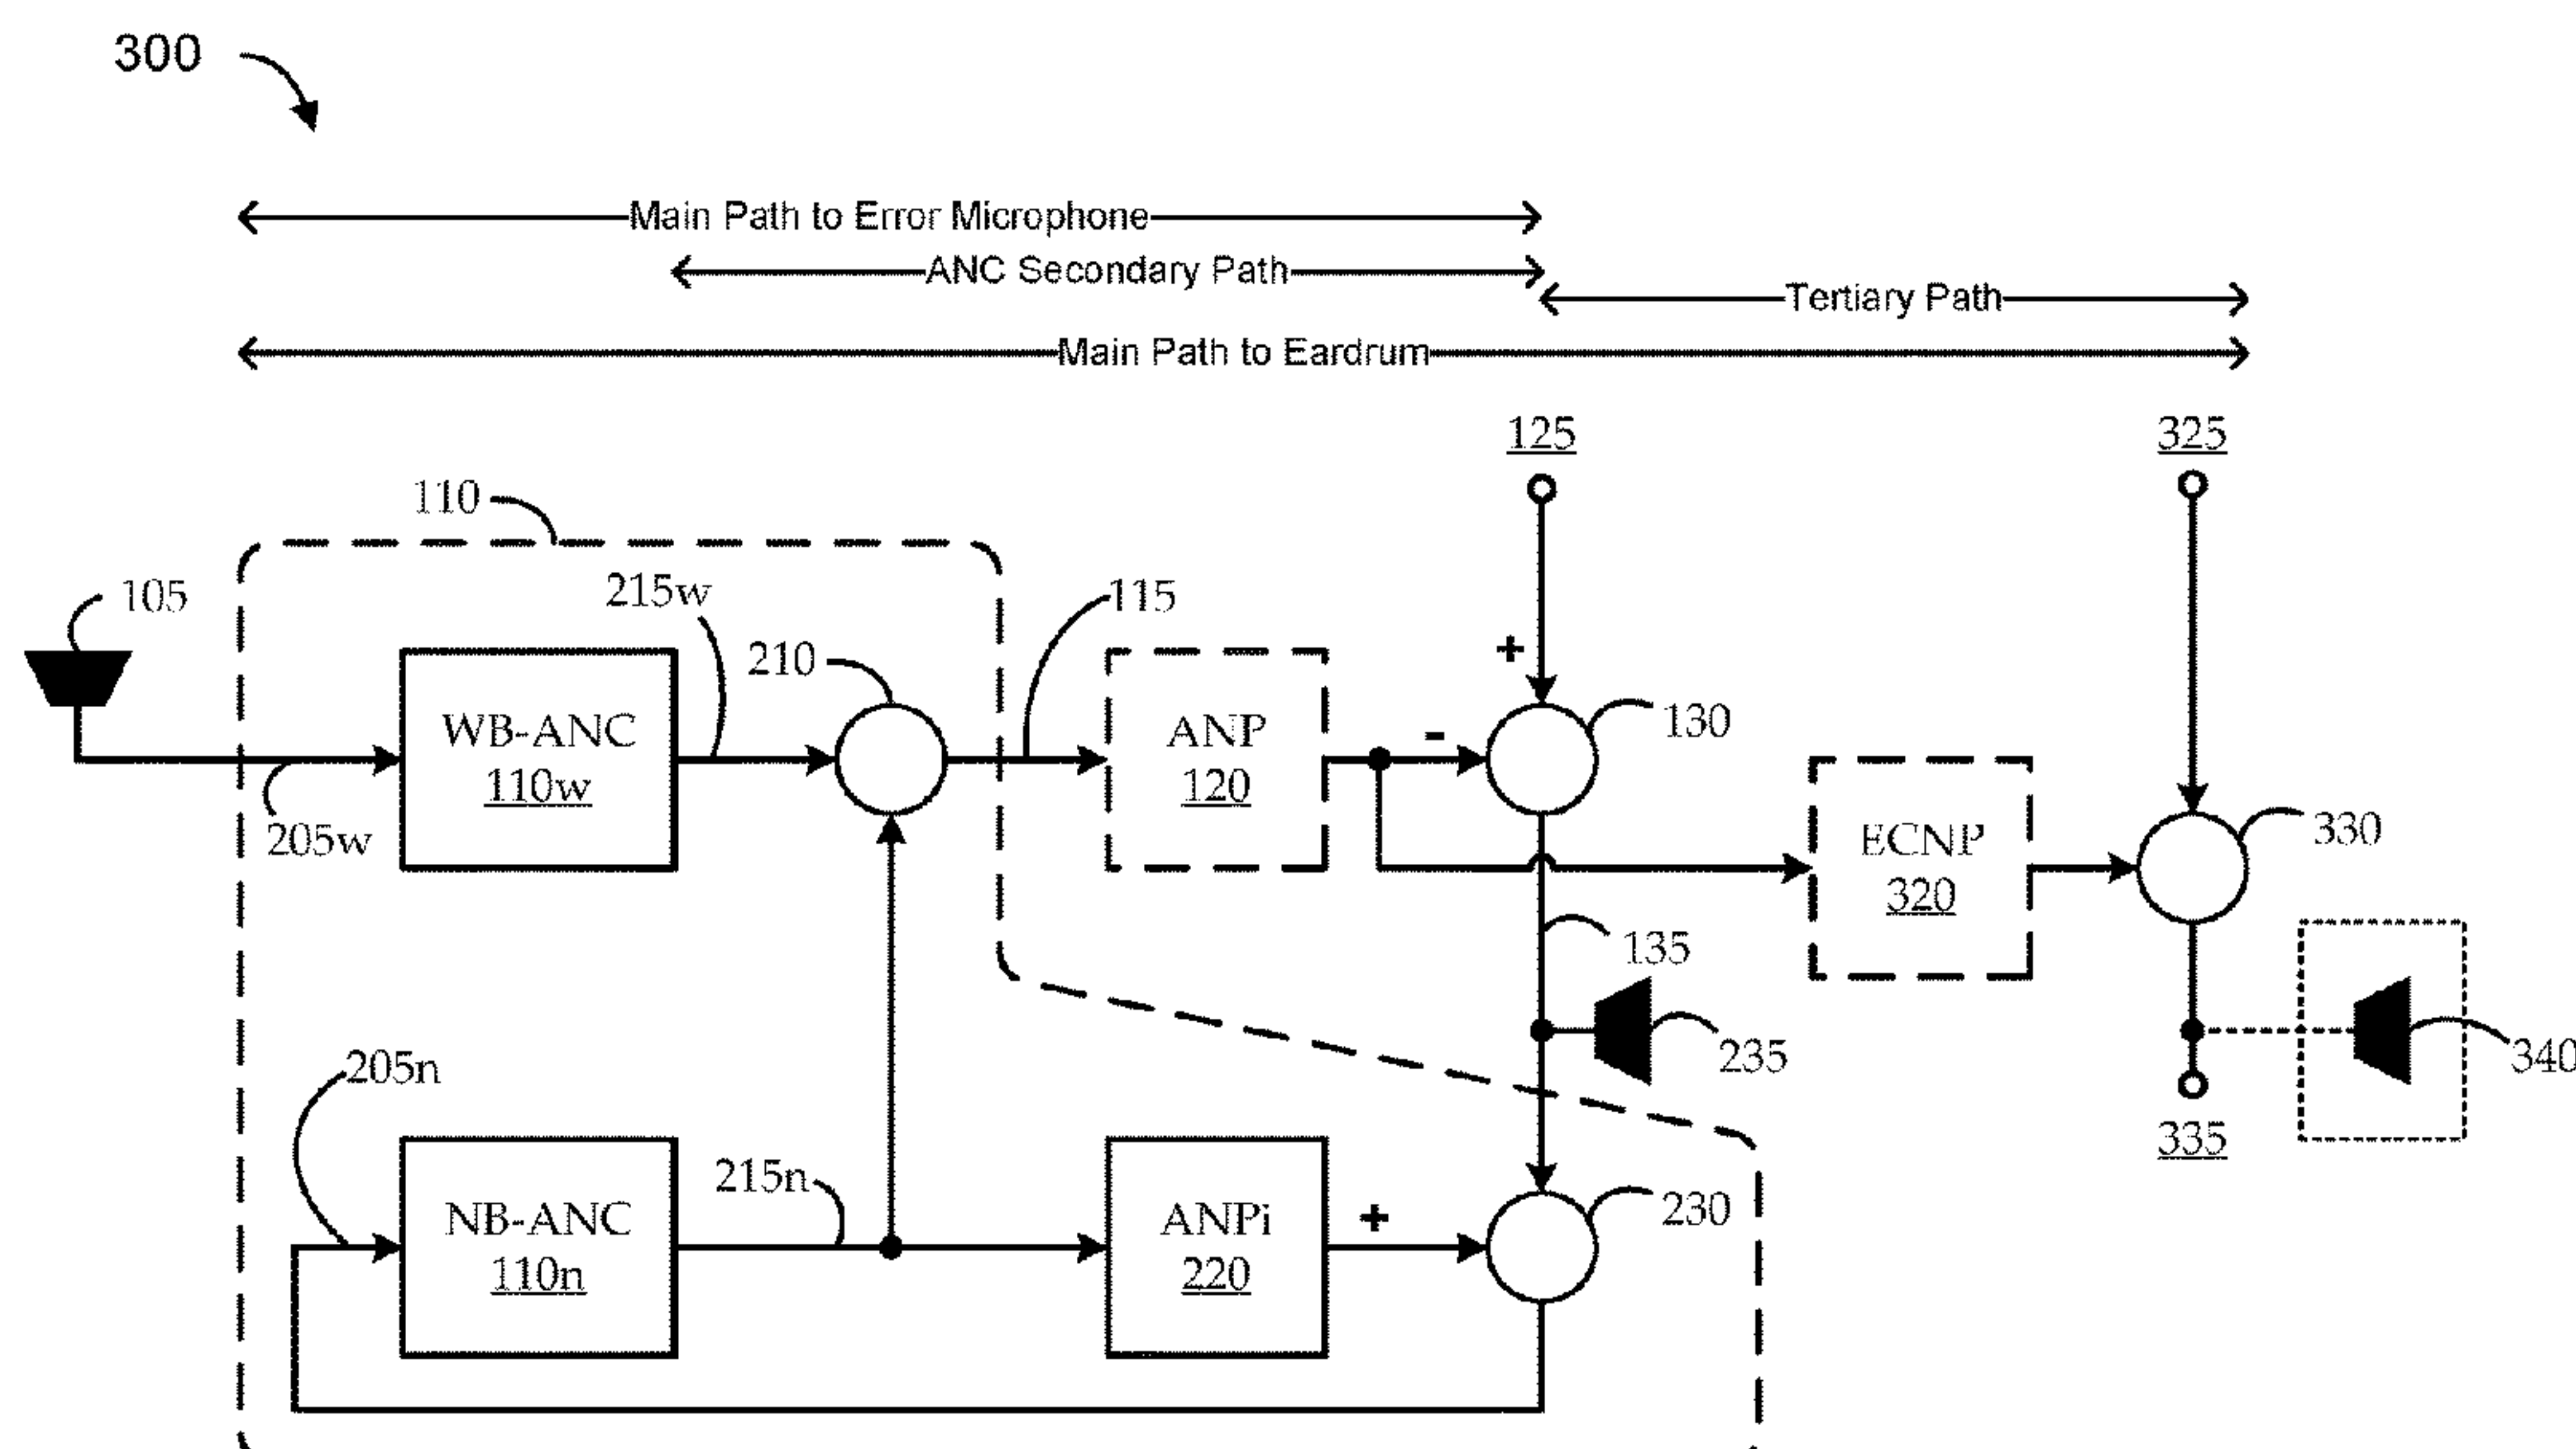 300
Main Path to Error Microphone
ANC Secondary Path
Tertiary Path
Main Path to Eardrum
125
325
110
105
215w
115
210
+
130
WB-ANC
110w
ANP
120
-
330
205w
ECNP
320
135
205n
235
340
335
215n
NB-ANC
110n
ANPi
220
+
230